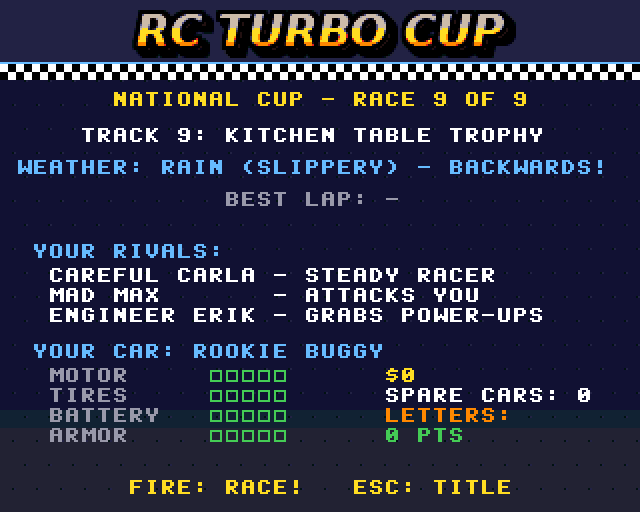 RC TURBO CUP
NATIONAL CUP - RACE 9 OF 9
TRACK 9: KITCHEN TABLE TROPHY
WEATHER: RAIN (SLIPPERY) - BACKWARDS!
BEST LAP: -
YOUR RIVALS:
CAREFUL CARLA - STEADY RACER
MAD MAX - ATTACKS YOU
ENGINEER ERIK - GRABS POWER-UPS
YOUR CAR: ROOKIE BUGGY
MOTOR $0
TIRES SPARE CARS: 0
BATTERY LETTERS:
ARMOR 0 PTS
FIRE: RACE! ESC: TITLE